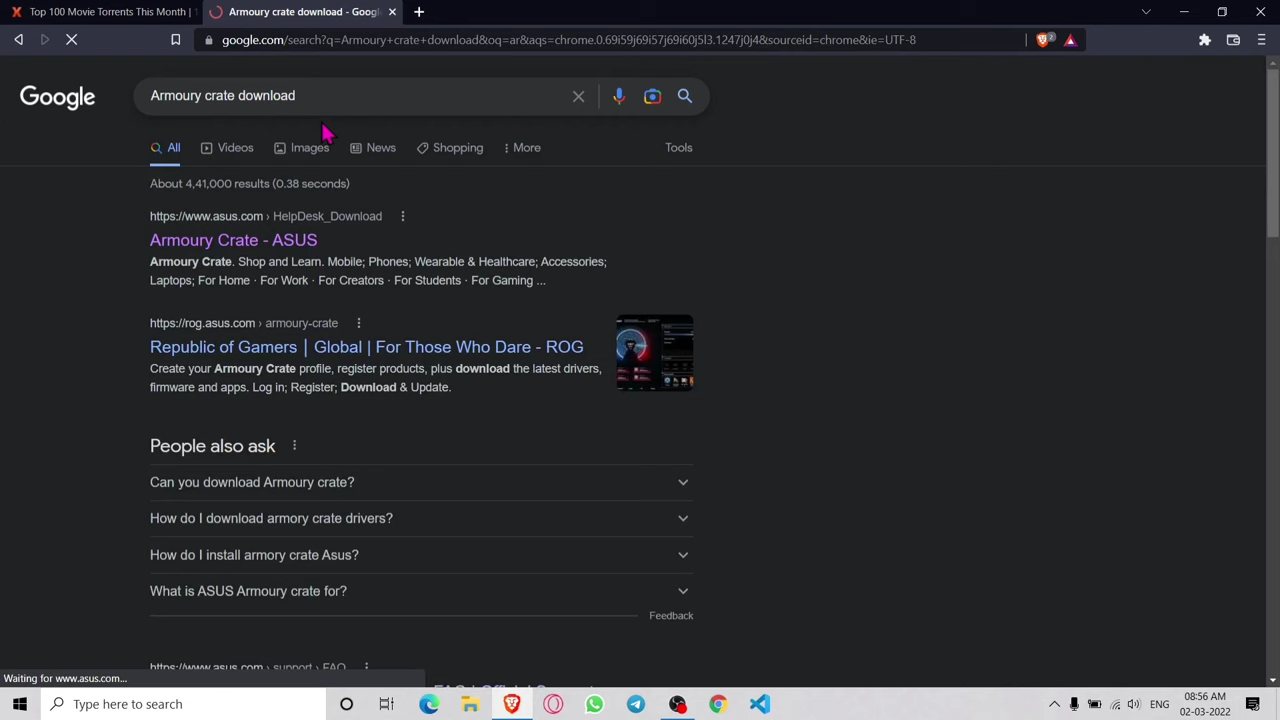 Top 100 Movie Torrents This Month |
Armoury crate download - Google
google.com/search?q=Armoury+crate+download&oq=ar&aqs=chrome.0.69i59j69i57j69i60j5l3.1247j0j4&sourceid=chrome&ie=UTF-8
2
Google
Armoury crate download
All
Videos
Images
News
Shopping
More
Tools
About 4,41,000 results (0.38 seconds)
https://www.asus.com › HelpDesk_Download
Armoury Crate - ASUS
Armoury Crate. Shop and Learn. Mobile; Phones; Wearable & Healthcare; Accessories;
Laptops; For Home · For Work · For Creators · For Students · For Gaming ...
https://rog.asus.com › armoury-crate
Republic of Gamers | Global | For Those Who Dare - ROG
Create your Armoury Crate profile, register products, plus download the latest drivers,
firmware and apps. Log in; Register; Download & Update.
People also ask
Can you download Armoury crate?
How do I download armory crate drivers?
How do I install armory crate Asus?
What is ASUS Armoury crate for?
Feedback
https://www.asus.com › support › FAQ
Waiting for www.asus.com...
Type here to search
ENG
08:56 AM
02-03-2022